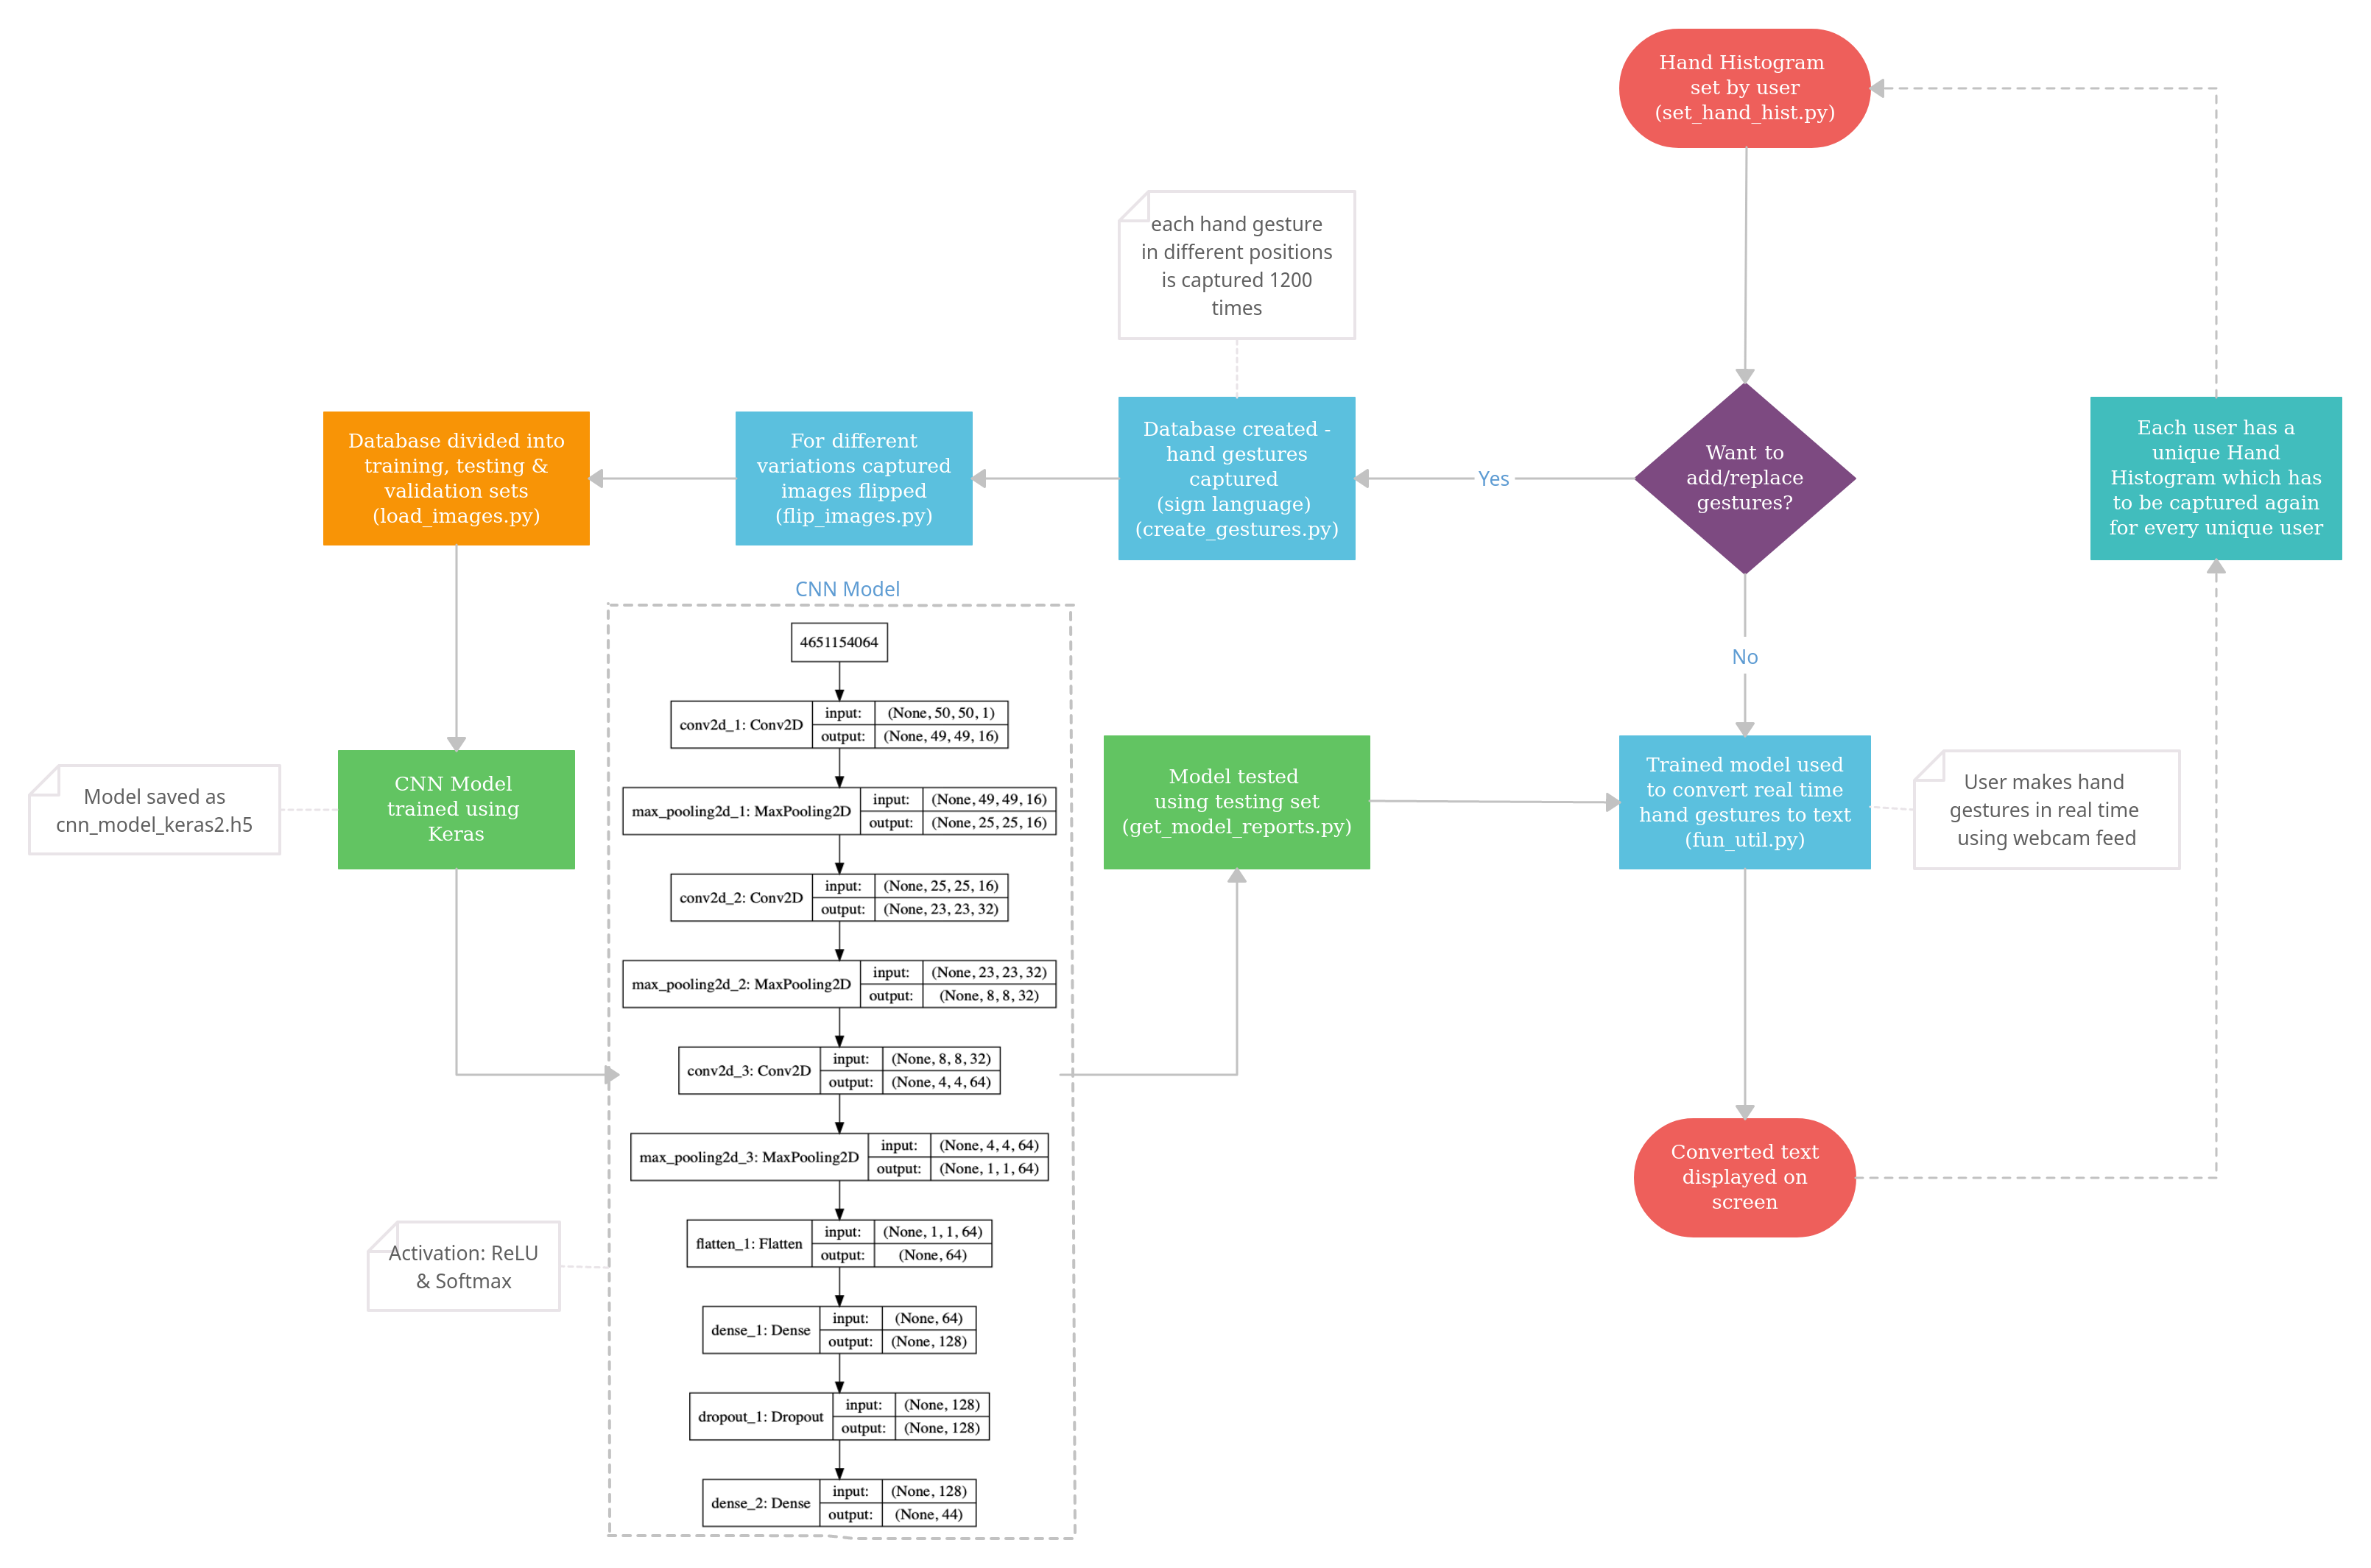 Hand Histogram
set by user
(set_hand_hist.py)
each hand gesture
in different positions
is captured 1200
times
Database divided into
training, testing &
validation sets
(load_images.py)
For different
variations captured
images flipped
(flip_images.py)
Database created -
hand gestures
captured
(sign language)
(create_gestures.py)
Yes
Want to
add/replace
gestures?
Each user has a
unique Hand
Histogram which has
to be captured again
for every unique user
No
CNN Model
4651154064
conv2d_1: Conv2D
input: (None, 50, 50, 1)
output: (None, 49, 49, 16)
max_pooling2d_1: MaxPooling2D
input: (None, 49, 49, 16)
output: (None, 25, 25, 16)
conv2d_2: Conv2D
input: (None, 25, 25, 16)
output: (None, 23, 23, 32)
max_pooling2d_2: MaxPooling2D
input: (None, 23, 23, 32)
output: (None, 8, 8, 32)
conv2d_3: Conv2D
input: (None, 8, 8, 32)
output: (None, 4, 4, 64)
max_pooling2d_3: MaxPooling2D
input: (None, 4, 4, 64)
output: (None, 1, 1, 64)
flatten_1: Flatten
input: (None, 1, 1, 64)
output: (None, 64)
dense_1: Dense
input: (None, 64)
output: (None, 128)
dropout_1: Dropout
input: (None, 128)
output: (None, 128)
dense_2: Dense
input: (None, 128)
output: (None, 44)
Model saved as
cnn_model_keras2.h5
CNN Model
trained using
Keras
Activation: ReLU
& Softmax
Model tested
using testing set
(get_model_reports.py)
Trained model used
to convert real time
hand gestures to text
(fun_util.py)
User makes hand
gestures in real time
using webcam feed
Converted text
displayed on
screen